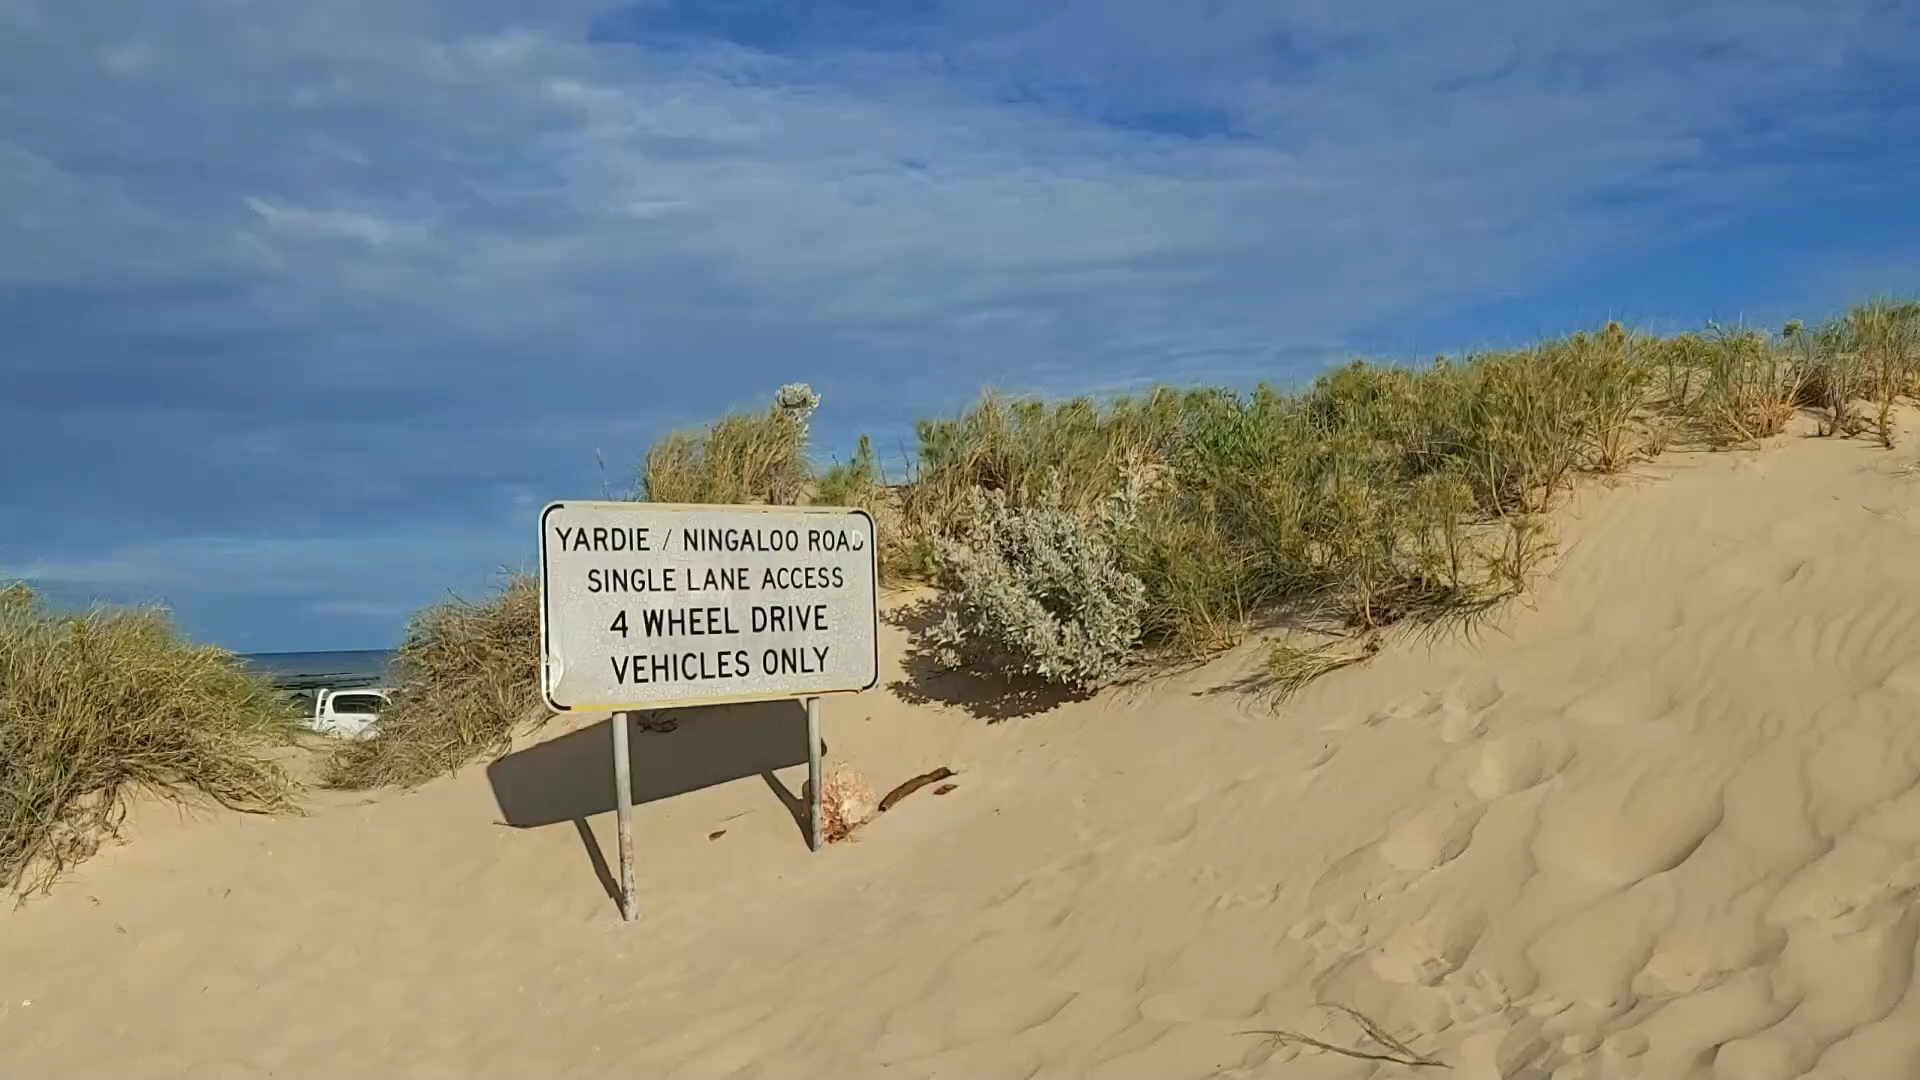 YARDIE / NINGALOO ROAD
SINGLE LANE ACCESS
4 WHEEL DRIVE
VEHICLES ONLY